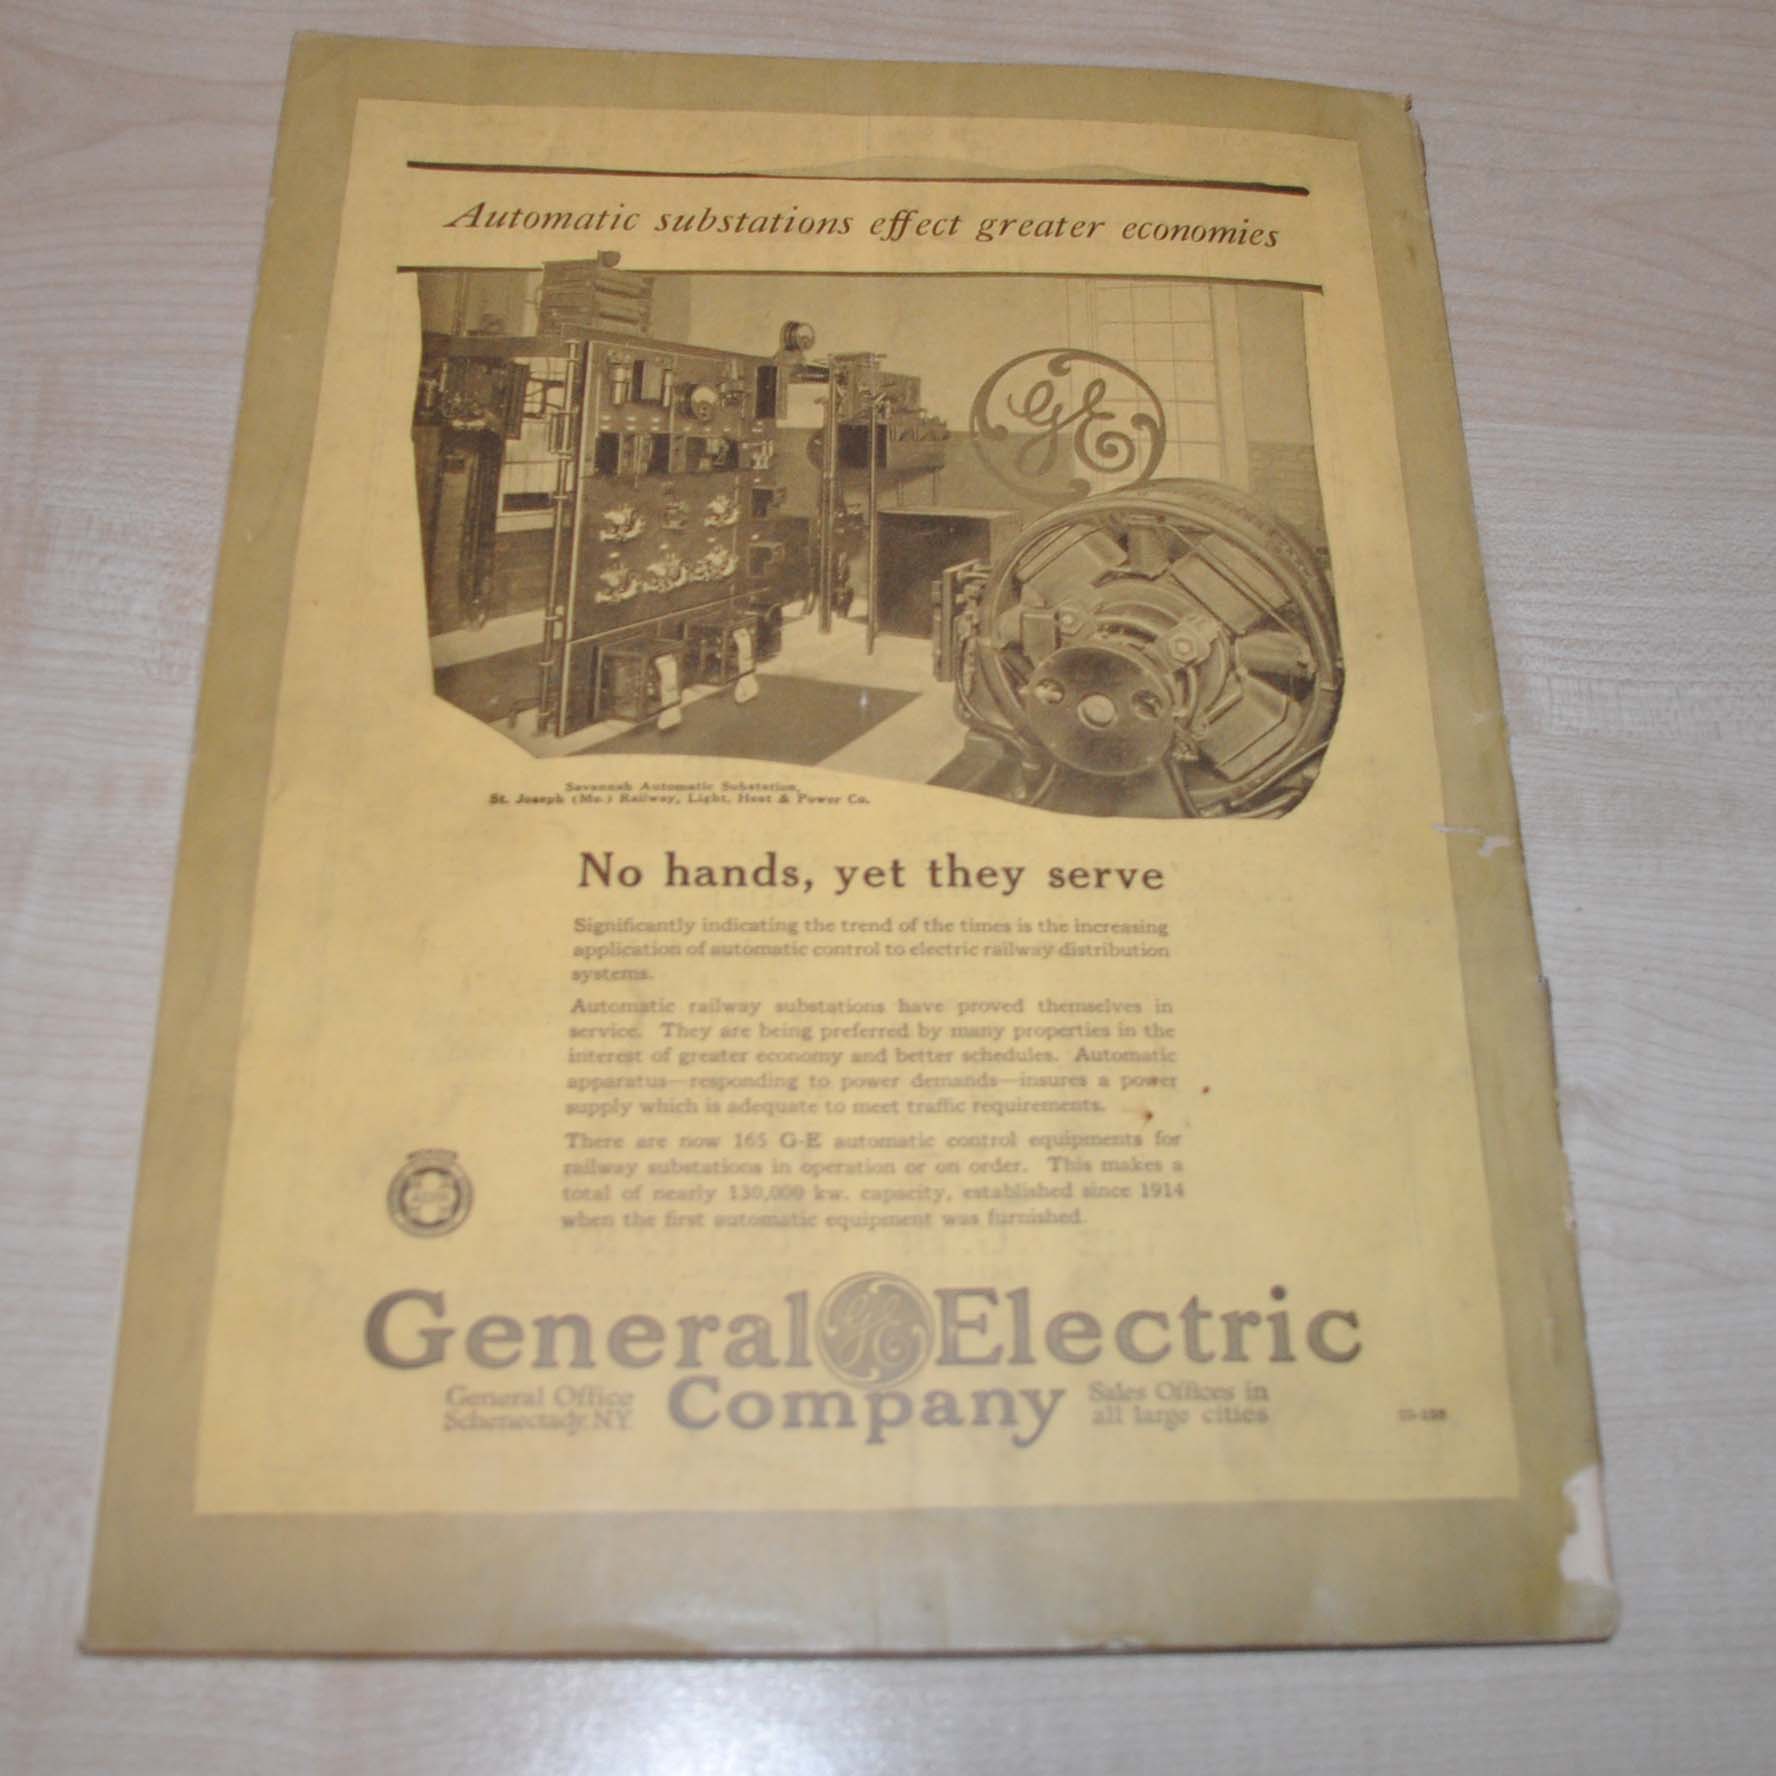 Automatic substations effect greater economies
GE
Savannah Automatic Substation,
St. Joseph (Mo.) Railway, Light, Heat & Power Co.
No hands, yet they serve
Significantly indicating the trend of the times is the increasing
application of automatic control to electric railway distribution
systems.
Automatic railway substations have proved themselves in
service. They are being preferred by many properties in the
interest of greater economy and better schedules. Automatic
apparatus—responding to power demands—insures a power
supply which is adequate to meet traffic requirements.
There are now 165 G-E automatic control equipments for
railway substations in operation or on order. This makes a
total of nearly 130,000 kw. capacity, established since 1914
when the first automatic equipment was furnished.
General GE Electric
Company
General Office
Schenectady, N.Y.
Sales Offices in
all large cities